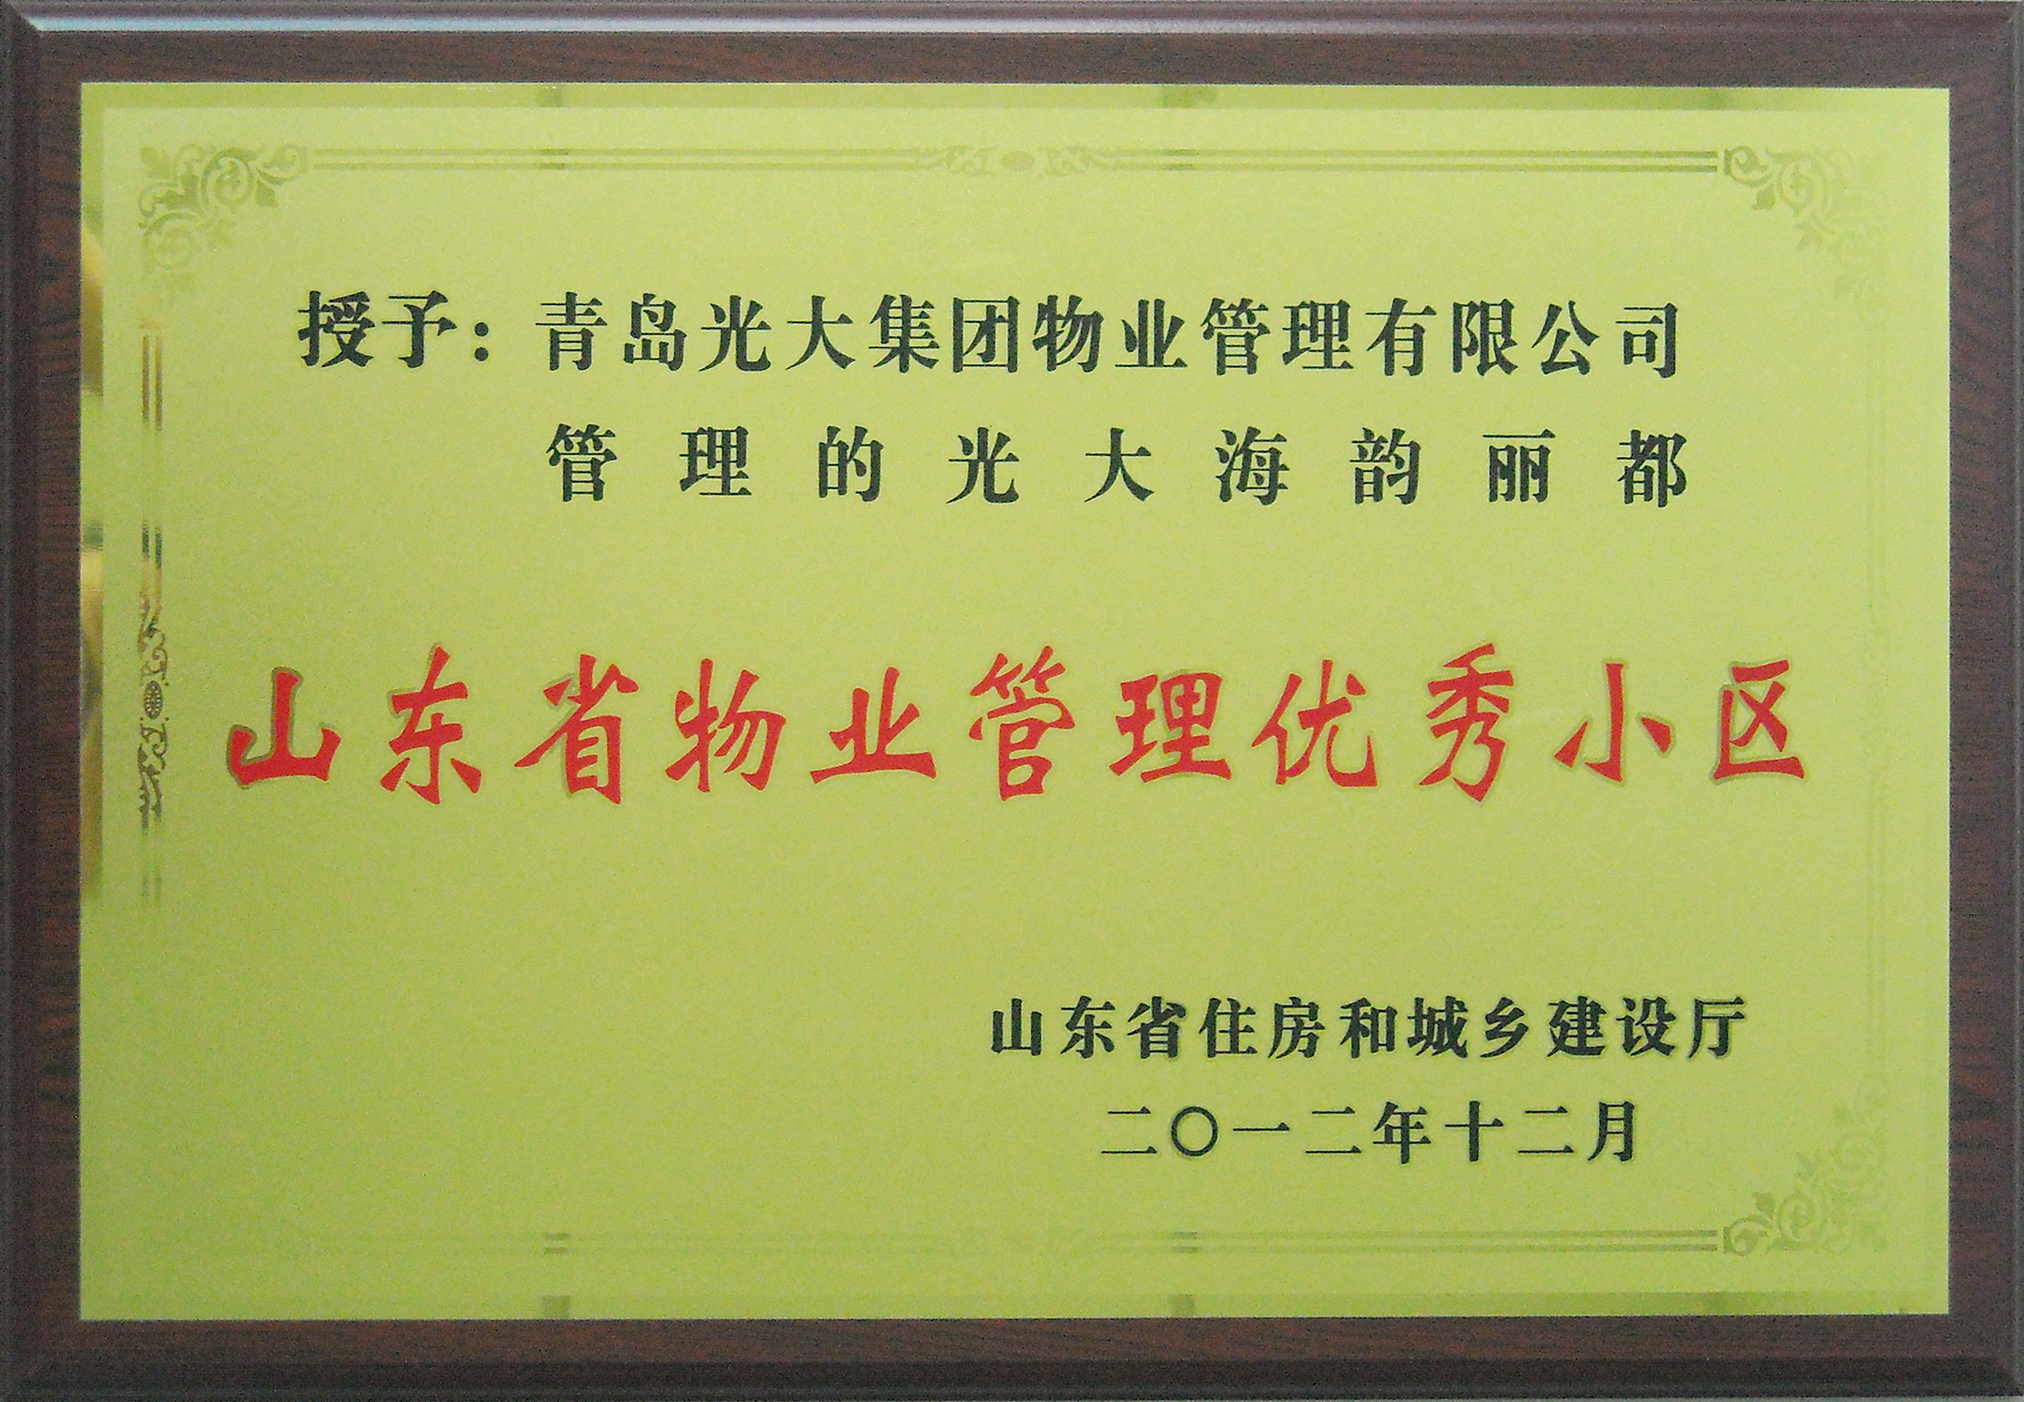 授予：青岛光大集团物业管理有限公司
管理的光大海韵丽都
山东省物业管理优秀小区
山东省住房和城乡建设厅
二〇一二年十二月